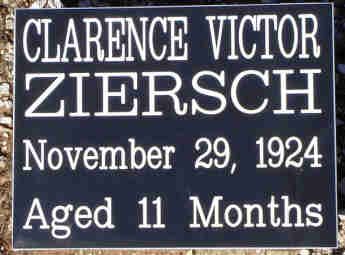 CLARENCE VICTOR
ZIERSCH
November 29, 1924
Aged 11 Months